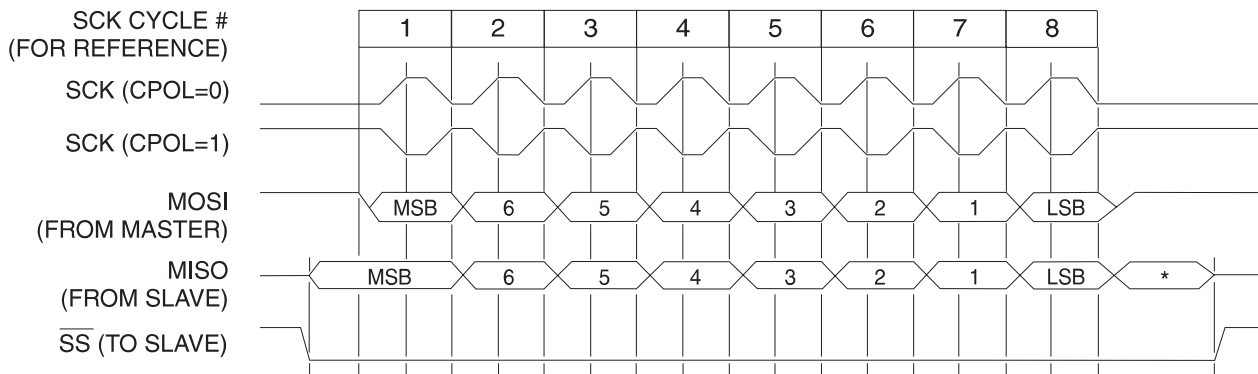 SCK CYCLE #
(FOR REFERENCE)
1 2 3 4 5 6 7 8
SCK (CPOL=0)
SCK (CPOL=1)
MOSI
(FROM MASTER)
MSB 6 5 4 3 2 1 LSB
MISO
(FROM SLAVE)
MSB 6 5 4 3 2 1 LSB *
SS (TO SLAVE)